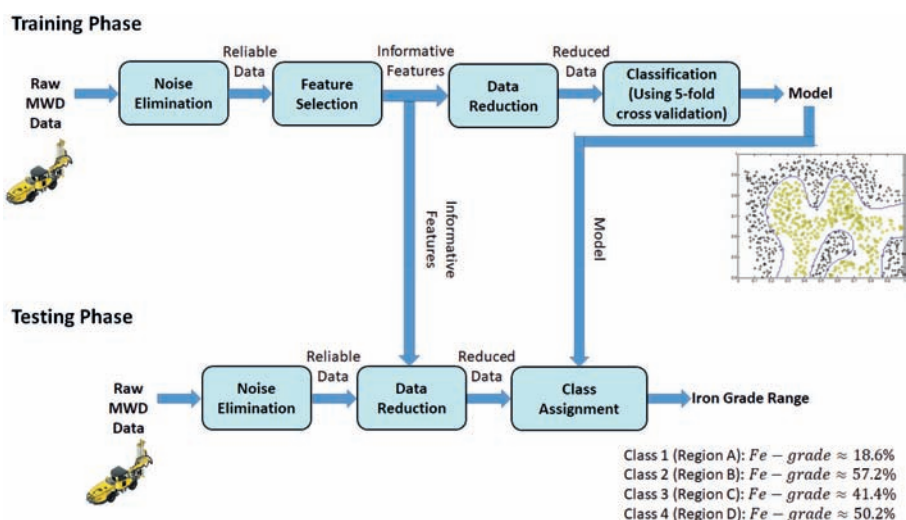 Training Phase
Reliable
Data
Informative
Features
Reduced
Data
Raw
MWD
Data
Noise
Elimination
Feature
Selection
Data
Reduction
Classification
(Using 5-fold
cross validation)
Model
Informative
Features
Model
Testing Phase
Reliable
Data
Reduced
Data
Raw
MWD
Data
Noise
Elimination
Data
Reduction
Class
Assignment
Iron Grade Range
Class 1 (Region A): Fe − grade ≈ 18.6%
Class 2 (Region B): Fe − grade ≈ 57.2%
Class 3 (Region C): Fe − grade ≈ 41.4%
Class 4 (Region D): Fe − grade ≈ 50.2%